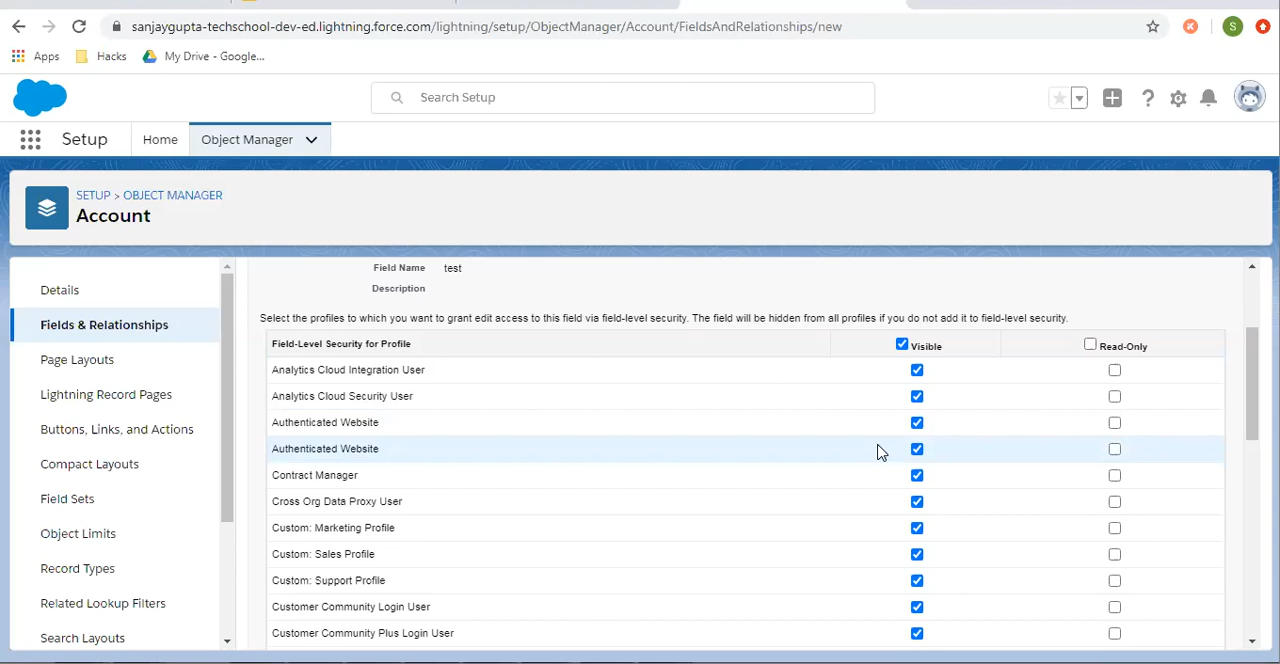 sanjaygupta-techschool-dev-ed.lightning.force.com/lightning/setup/ObjectManager/Account/FieldsAndRelationships/new
S
Apps Hacks My Drive - Google...
Search Setup
Setup Home Object Manager
SETUP > OBJECT MANAGER
Account
Details
Fields & Relationships
Page Layouts
Lightning Record Pages
Buttons, Links, and Actions
Compact Layouts
Field Sets
Object Limits
Record Types
Related Lookup Filters
Search Layouts
Field Name test
Description
Select the profiles to which you want to grant edit access to this field via field-level security. The field will be hidden from all profiles if you do not add it to field-level security.
Field-Level Security for Profile Visible Read-Only
Analytics Cloud Integration User
Analytics Cloud Security User
Authenticated Website
Authenticated Website
Contract Manager
Cross Org Data Proxy User
Custom: Marketing Profile
Custom: Sales Profile
Custom: Support Profile
Customer Community Login User
Customer Community Plus Login User